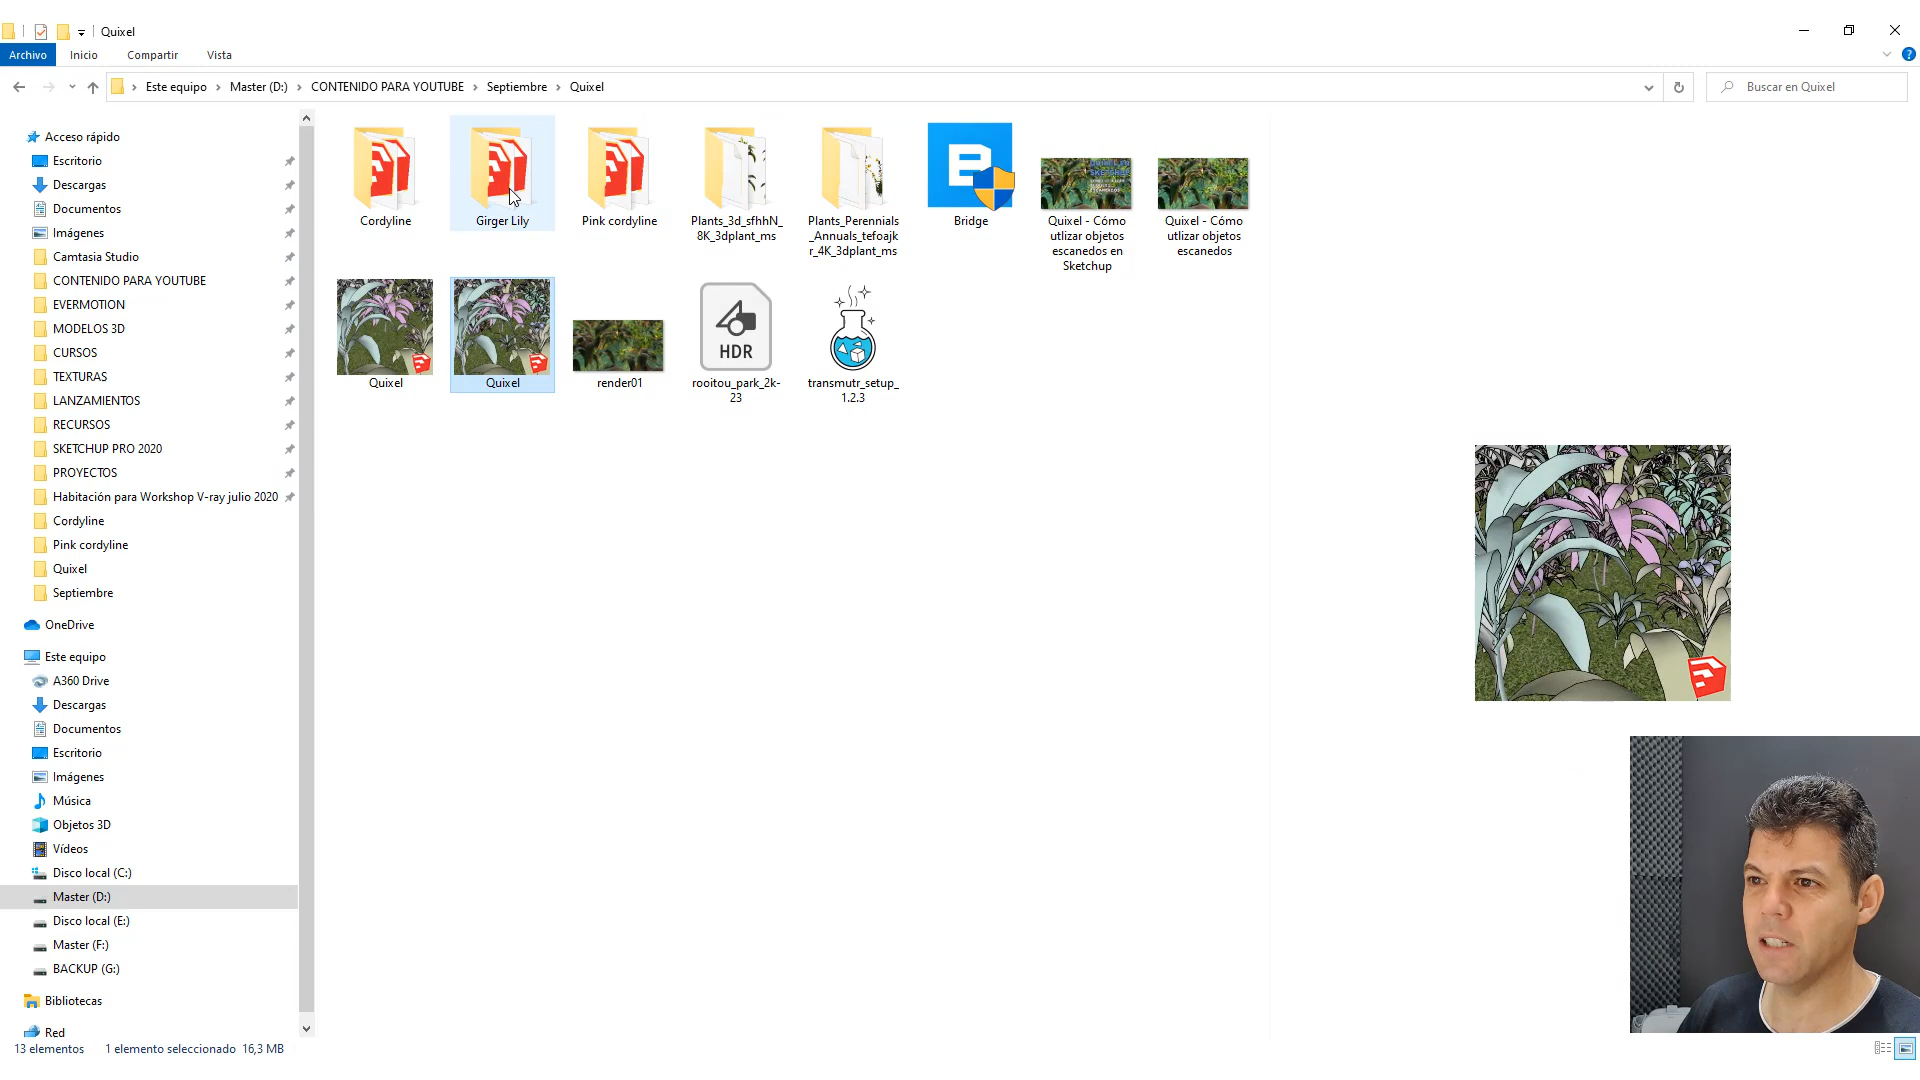 Quixel
Archivo
Inicio
Compartir
Vista
Este equipo
Master (D:)
CONTENIDO PARA YOUTUBE
Septiembre
Quixel
Buscar en Quixel
Acceso rápido
Escritorio
Descargas
Documentos
Imágenes
Camtasia Studio
CONTENIDO PARA YOUTUBE
EVERMOTION
MODELOS 3D
CURSOS
TEXTURAS
LANZAMIENTOS
RECURSOS
SKETCHUP PRO 2020
PROYECTOS
Habitación para Workshop V-ray julio 2020
Cordyline
Pink cordyline
Quixel
Septiembre
OneDrive
Este equipo
A360 Drive
Descargas
Documentos
Escritorio
Imágenes
Música
Objetos 3D
Vídeos
Disco local (C:)
Master (D:)
Disco local (E:)
Master (F:)
BACKUP (G:)
Bibliotecas
Red
Cordyline
Girger Lily
Pink cordyline
Plants_3d_sfhhN_
8K_3dplant_ms
Plants_Perennials
_Annuals_tefoajk
r_4K_3dplant_ms
B
Bridge
Quixel - Cómo
utlizar objetos
escanedos en
Sketchup
Quixel - Cómo
utlizar objetos
escanedos
Quixel
Quixel
render01
HDR
rooitou_park_2k-
23
transmutr_setup_
1.2.3
13 elementos
1 elemento seleccionado 16,3 MB